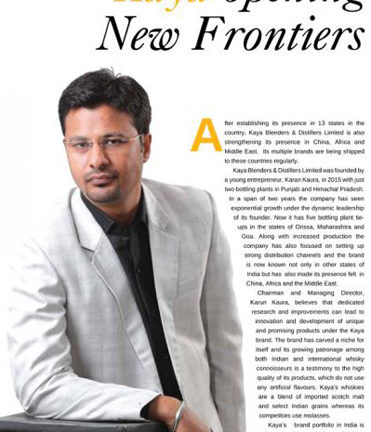 Kaya opening
New Frontiers
After establishing its presence in 13 states in the
country, Kaya Blenders & Distillers Limited is also
strengthening its presence in China, Africa and
Middle East. Its multiple brands are being shipped
to these countries regularly.
Kaya Blenders & Distillers Limited was founded by
a young entrepreneur, Karan Kaura, in 2015 with just
two bottling plants in Punjab and Himachal Pradesh.
In a span of two years the company has seen
exponential growth under the dynamic leadership
of its founder. Now it has five bottling plant tie-
ups in the states of Orissa, Maharashtra and
Goa. Along with increased production the
company has also focused on setting up
strong distribution channels and the brand
is now known not only in other states of
India but has also made its presence felt in
China, Africa and the Middle East.
Chairman and Managing Director,
Karun Kaura, believes that dedicated
research and improvements can lead to
innovation and development of unique
and promising products under the Kaya
brand. The brand has carved a niche for
itself and its growing patronage among
both Indian and international whisky
connoisseurs is a testimony to the high
quality of its products, which do not use
any artificial flavours. Kaya's whiskies
are a blend of imported scotch malt
and select Indian grains whereas its
competitors use molasses.
Kaya's brand portfolio in India is